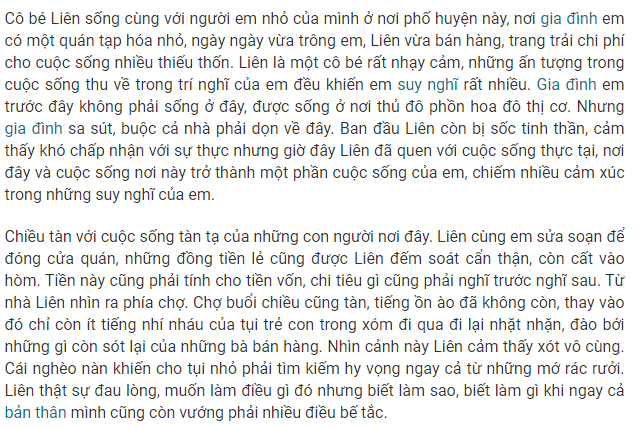 Cô bé Liên sống cùng với người em nhỏ của mình ở nơi phố huyện này, nơi gia đình em
có một quán tạp hóa nhỏ, ngày ngày vừa trông em, Liên vừa bán hàng, trang trải chi phí
cho cuộc sống nhiều thiếu thốn. Liên là một cô bé rất nhạy cảm, những ấn tượng trong
cuộc sống thu về trong trí nghĩ của em đều khiến em suy nghĩ rất nhiều. Gia đình em
trước đây không phải sống ở đây, được sống ở nơi thủ đô phồn hoa đô thị cơ. Nhưng
gia đình sa sút, buộc cả nhà phải dọn về đây. Ban đầu Liên còn bị sốc tinh thần, cảm
thấy khó chấp nhận với sự thực nhưng giờ đây Liên đã quen với cuộc sống thực tại, nơi
đây và cuộc sống nơi này trở thành một phần cuộc sống của em, chiếm nhiều cảm xúc
trong những suy nghĩ của em.
Chiều tàn với cuộc sống tàn tạ của những con người nơi đây. Liên cùng em sửa soạn để
đóng cửa quán, những đồng tiền lẻ cũng được Liên đếm soát cẩn thận, còn cất vào
hòm. Tiền này cũng phải tính cho tiền vốn, chi tiêu gì cũng phải nghĩ trước nghĩ sau. Từ
nhà Liên nhìn ra phía chợ. Chợ buổi chiều cũng tàn, tiếng ồn ào đã không còn, thay vào
đó chỉ còn ít tiếng nhí nháu của tụi trẻ con trong xóm đi qua đi lại nhặt nhạn, đào bới
những gì còn sót lại của những bà bán hàng. Nhìn cảnh này Liên cảm thấy xót vô cùng.
Cái nghèo nàn khiến cho tụi nhỏ phải tìm kiếm hy vọng ngay cả từ những mớ rác rưởi.
Liên thật sự đau lòng, muốn làm điều gì đó nhưng biết làm sao, biết làm gì khi ngay cả
bản thân mình cũng còn vướng phải nhiều điều bế tắc.